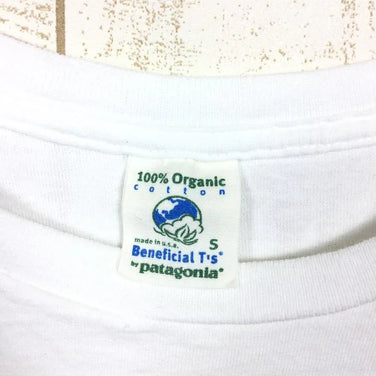 100% Organic
cotton
made in u.s.a. S
Beneficial T's®
by patagonia®